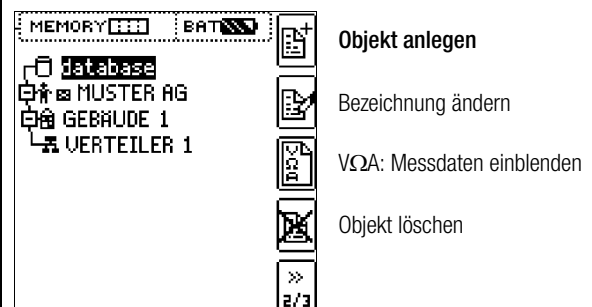 MEMORY BAT
database
MUSTER AG
GEBÄUDE 1
VERTEILER 1
Objekt anlegen
Bezeichnung ändern
VΩA
VΩA: Messdaten einblenden
Objekt löschen
»
2/3